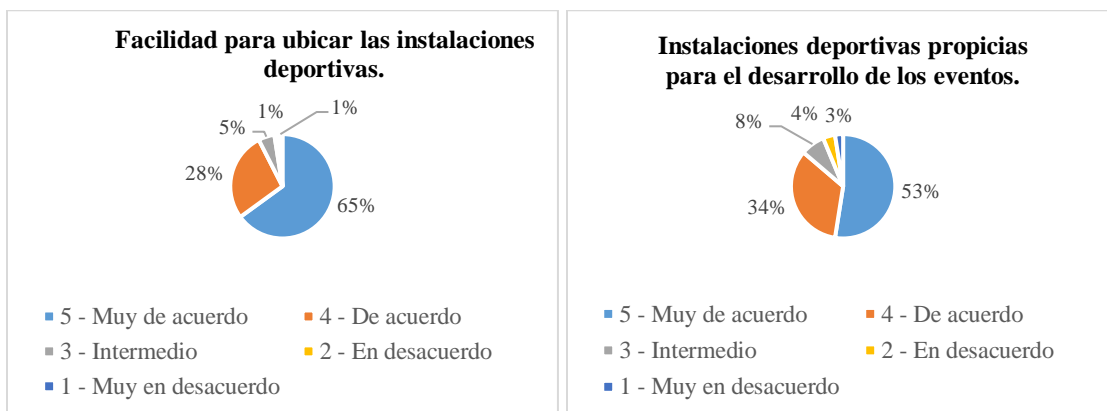 Facilidad para ubicar las instalaciones
deportivas.
1%
1%
5%
28%
65%
5 - Muy de acuerdo
4 - De acuerdo
3 - Intermedio
2 - En desacuerdo
1 - Muy en desacuerdo
Instalaciones deportivas propicias
para el desarrollo de los eventos.
4%
3%
8%
53%
34%
5 - Muy de acuerdo
4 - De acuerdo
3 - Intermedio
2 - En desacuerdo
1 - Muy en desacuerdo